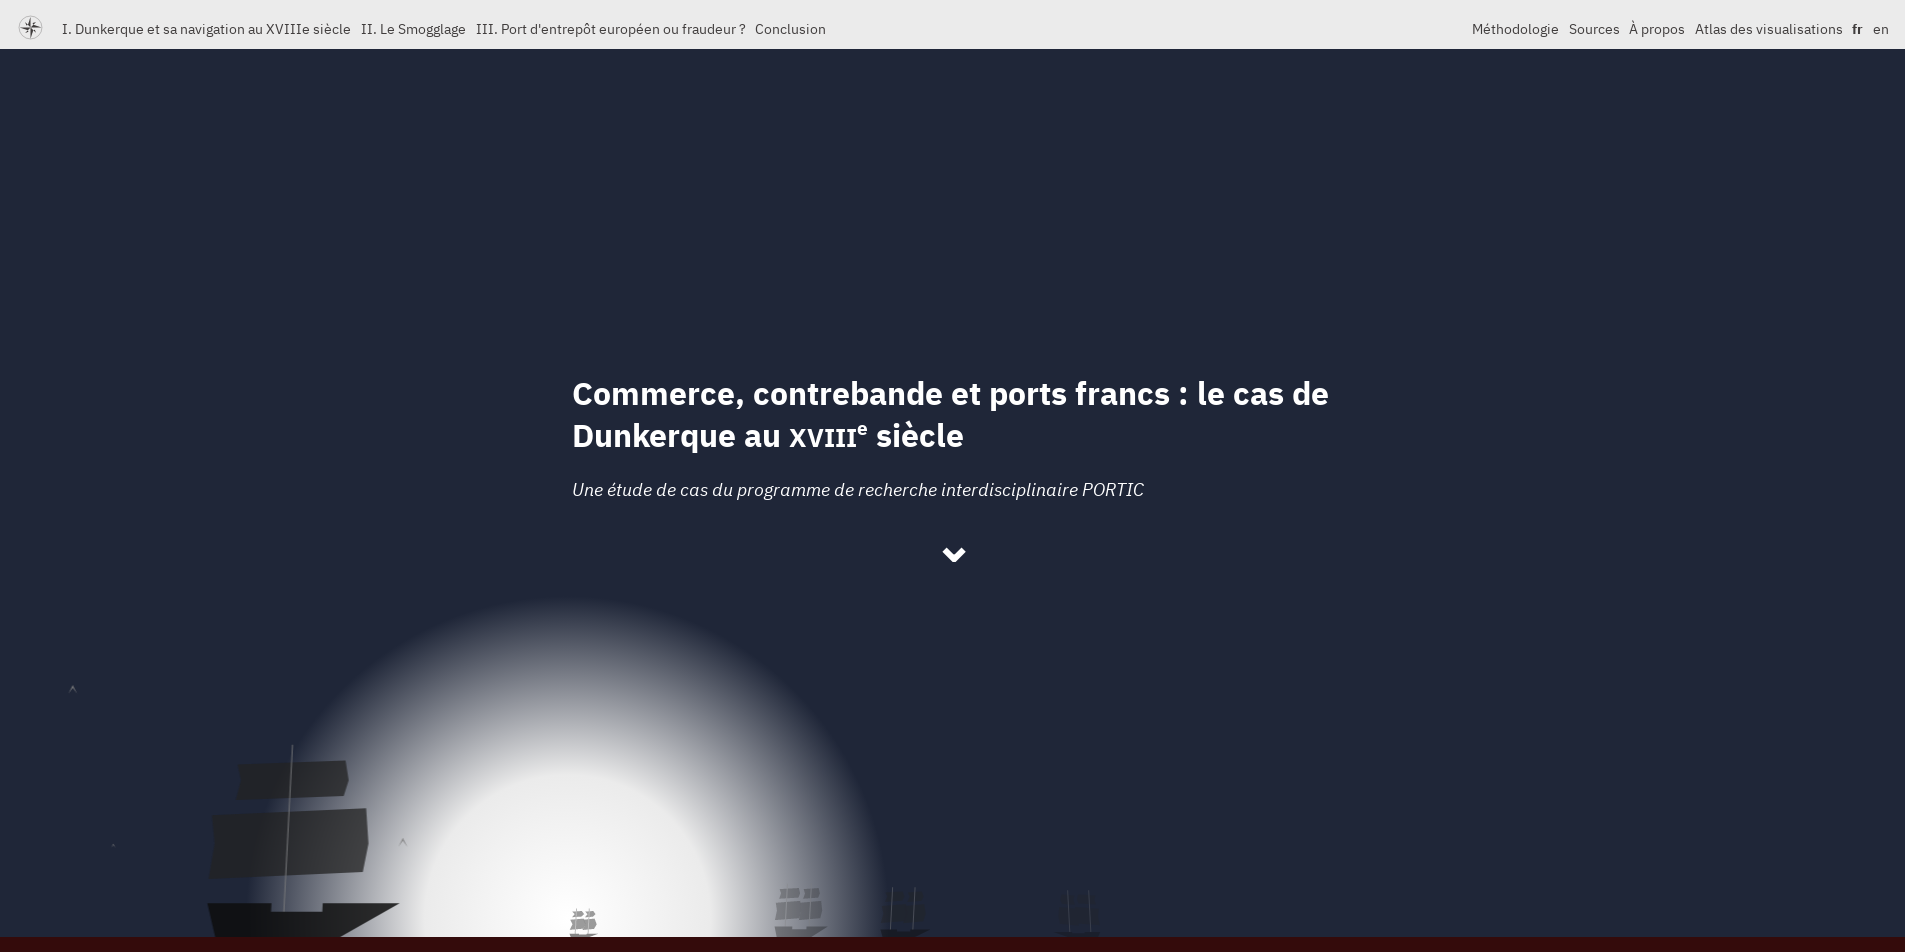 I. Dunkerque et sa navigation au XVIIIe siècle II. Le Smogglage III. Port d'entrepôt européen ou fraudeur ? Conclusion Méthodologie Sources À propos Atlas des visualisations fr en
Commerce, contrebande et ports francs : le cas de
Dunkerque au XVIIIe siècle
Une étude de cas du programme de recherche interdisciplinaire PORTIC